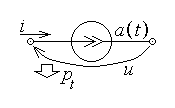 i a(t)
p_t u